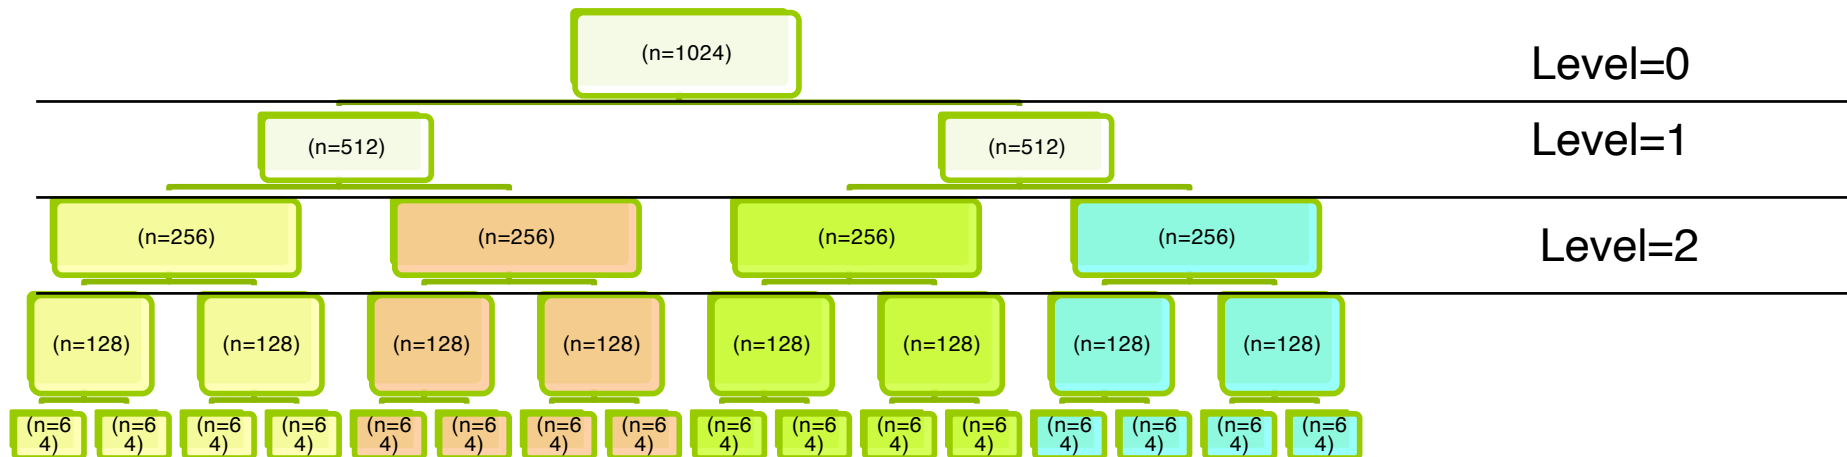 (n=1024)
Level=0
(n=512)
(n=512)
Level=1
(n=256)
(n=256)
(n=256)
(n=256)
Level=2
(n=128)
(n=128)
(n=128)
(n=128)
(n=128)
(n=128)
(n=128)
(n=128)
(n=6
4)
(n=6
4)
(n=6
4)
(n=6
4)
(n=6
4)
(n=6
4)
(n=6
4)
(n=6
4)
(n=6
4)
(n=6
4)
(n=6
4)
(n=6
4)
(n=6
4)
(n=6
4)
(n=6
4)
(n=6
4)